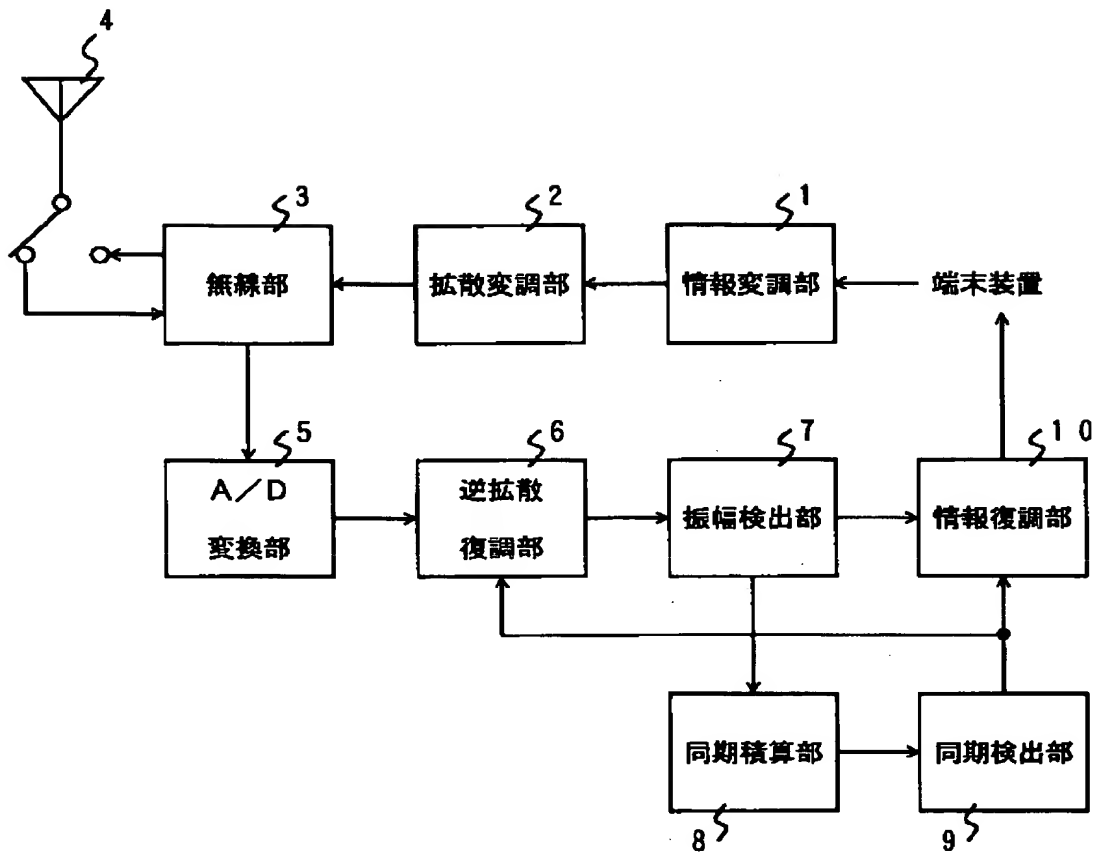 4
3
2
1
無線部
拡散変調部
情報変調部
端末装置
5
6
7
10
A/D
変換部
逆拡散
復調部
振幅検出部
情報復調部
同期積算部
同期検出部
8
9